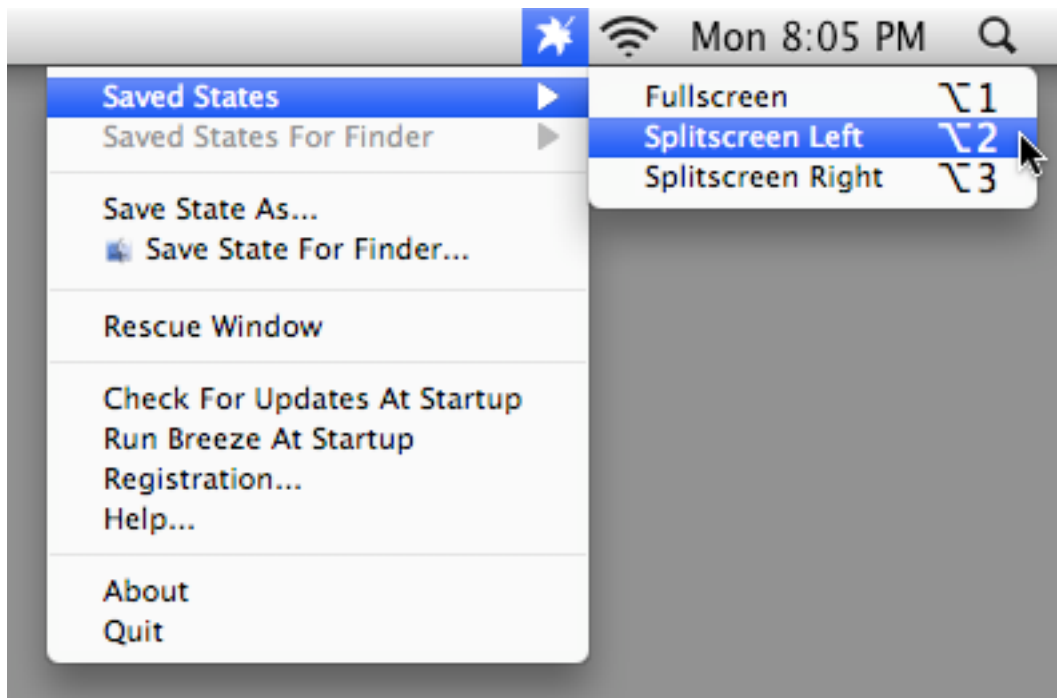 Mon 8:05 PM
Saved States
Saved States For Finder
Save State As...
Save State For Finder...
Rescue Window
Check For Updates At Startup
Run Breeze At Startup
Registration...
Help...
About
Quit
Fullscreen ⌥1
Splitscreen Left ⌥2
Splitscreen Right ⌥3